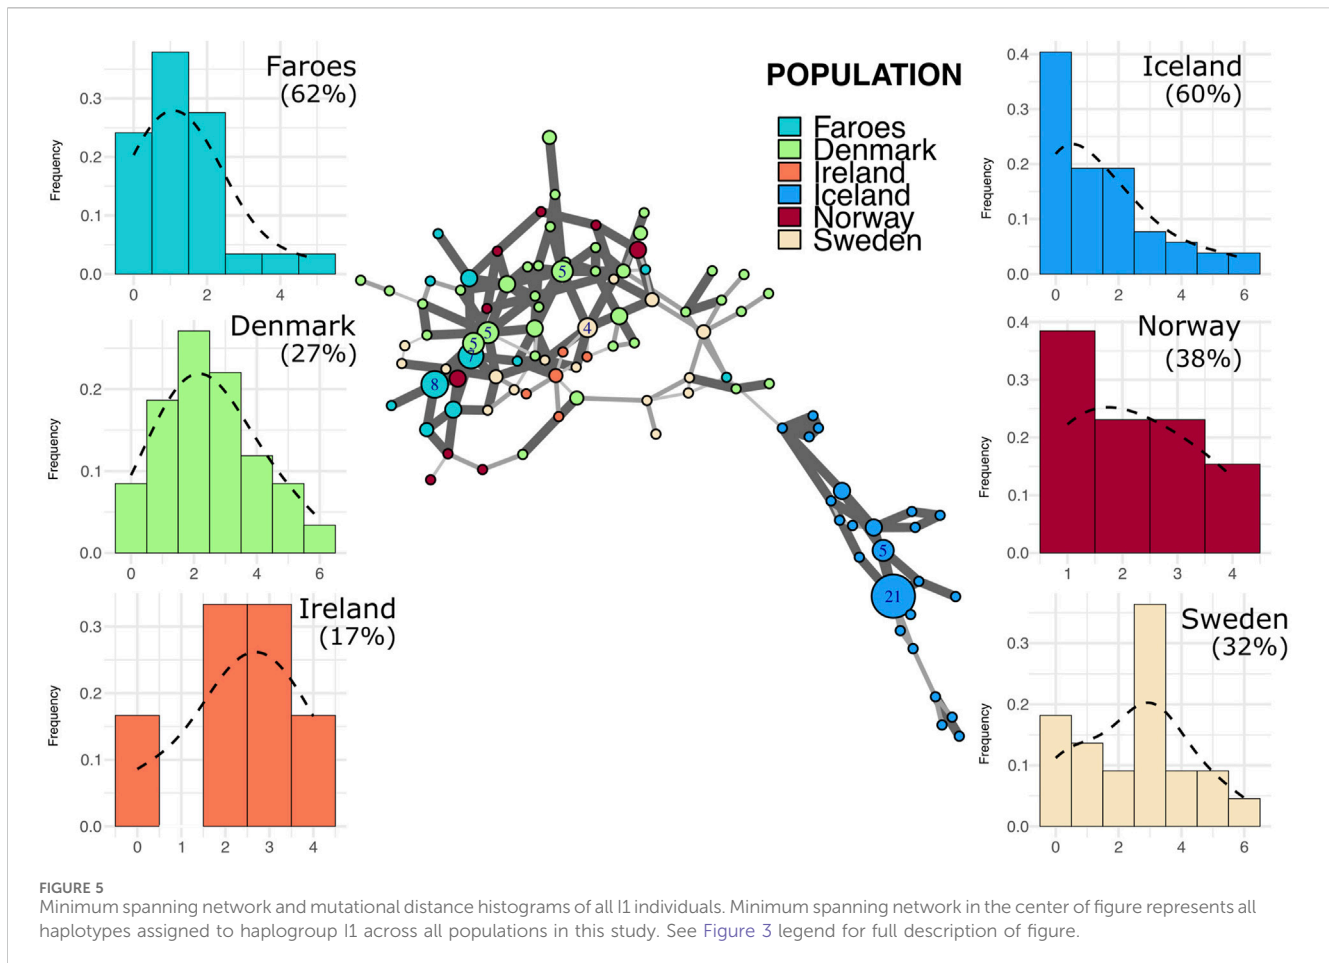 Faroes
(62%)
Frequency
0.3
0.2
0.1
0.0
0 2 4
Denmark
(27%)
Frequency
0.2
0.1
0.0
0 2 4 6
Ireland
(17%)
Frequency
0.3
0.2
0.1
0.0
0 1 2 3 4
POPULATION
Faroes
Denmark
Ireland
Iceland
Norway
Sweden
5
4
5
5
7
8
5
21
Iceland
(60%)
Frequency
0.4
0.3
0.2
0.1
0.0
0 2 4 6
Norway
(38%)
Frequency
0.4
0.3
0.2
0.1
0.0
1 2 3 4
Sweden
(32%)
Frequency
0.3
0.2
0.1
0.0
0 2 4 6
FIGURE 5
Minimum spanning network and mutational distance histograms of all I1 individuals. Minimum spanning network in the center of figure represents all
haplotypes assigned to haplogroup I1 across all populations in this study. See Figure 3 legend for full description of figure.